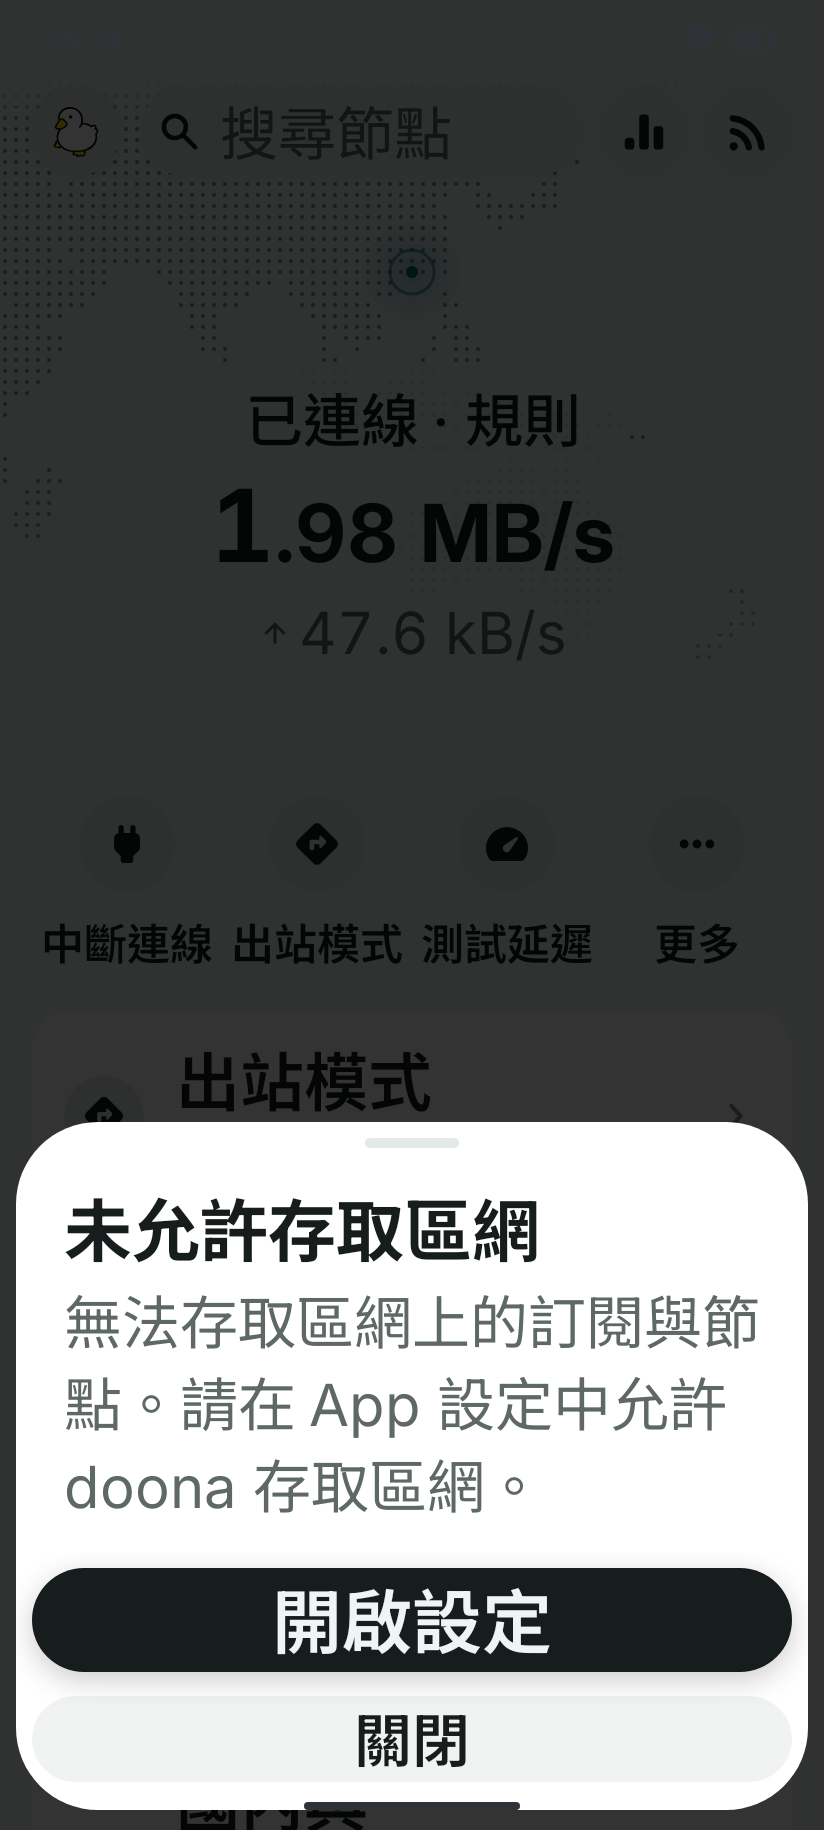 搜尋節點
已連線 · 規則
1.98 MB/s
↑ 47.6 kB/s
中斷連線 出站模式 測試延遲 更多
出站模式
未允許存取區網
無法存取區網上的訂閱與節
點。請在 App 設定中允許
doona 存取區網。
開啟設定
關閉